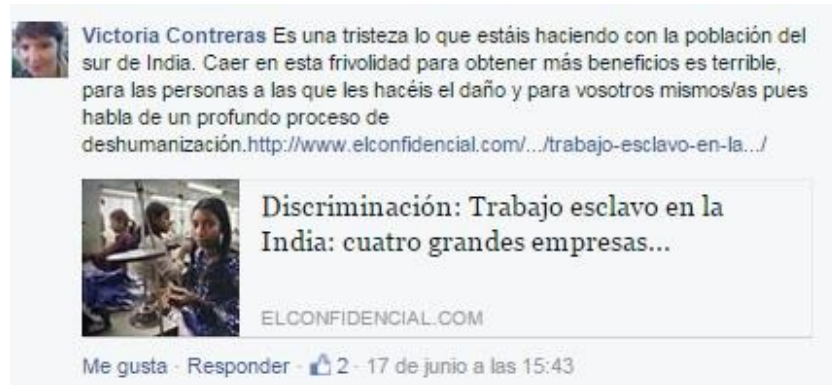 Victoria Contreras Es una tristeza lo que estáis haciendo con la población del
sur de India. Caer en esta frivolidad para obtener más beneficios es terrible,
para las personas a las que les hacéis el daño y para vosotros mismos/as pues
habla de un profundo proceso de
deshumanización.http://www.elconfidencial.com/.../trabajo-esclavo-en-la.../
Discriminación: Trabajo esclavo en la
India: cuatro grandes empresas...
ELCONFIDENCIAL.COM
Me gusta · Responder · 2 · 17 de junio a las 15:43